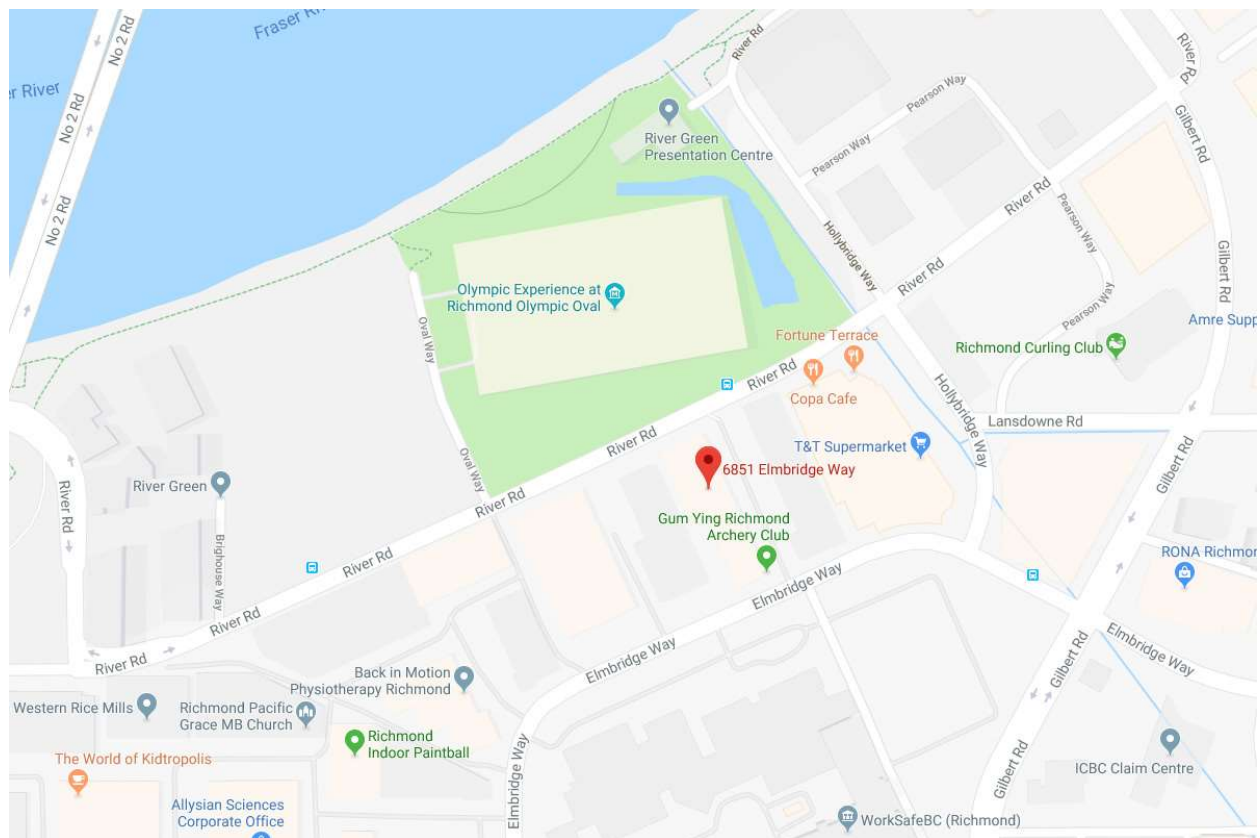 Fraser River
er River
No 2 Rd
No 2 Rd
No 2 Rd
River Rd
River Rd
Gilbert Rd
Pearson Way
Pearson Way
River Green
Presentation Centre
River Rd
Hollybridge Way
Pearson Way
Gilbert Rd
River Rd
Olympic Experience at
Richmond Olympic Oval
Pearson Way
Oval Way
Amre Supp
Fortune Terrace
Richmond Curling Club
River Rd
Copa Cafe
Hollybridge Way
Lansdowne Rd
River Rd
T&T Supermarket
Oval Way
6851 Elmbridge Way
Gilbert Rd
River Green
River Rd
River Rd
Gum Ying Richmond
Archery Club
River Rd
Brighouse Way
RONA Richmon
Elmbridge Way
River Rd
Elmbridge Way
River Rd
Elmbridge Way
Gilbert Rd
Back in Motion
Physiotherapy Richmond
Western Rice Mills
Richmond Pacific
Grace MB Church
Richmond
Indoor Paintball
The World of Kidtropolis
Elmbridge Way
Gilbert Rd
ICBC Claim Centre
Allysian Sciences
Corporate Office
WorkSafeBC (Richmond)